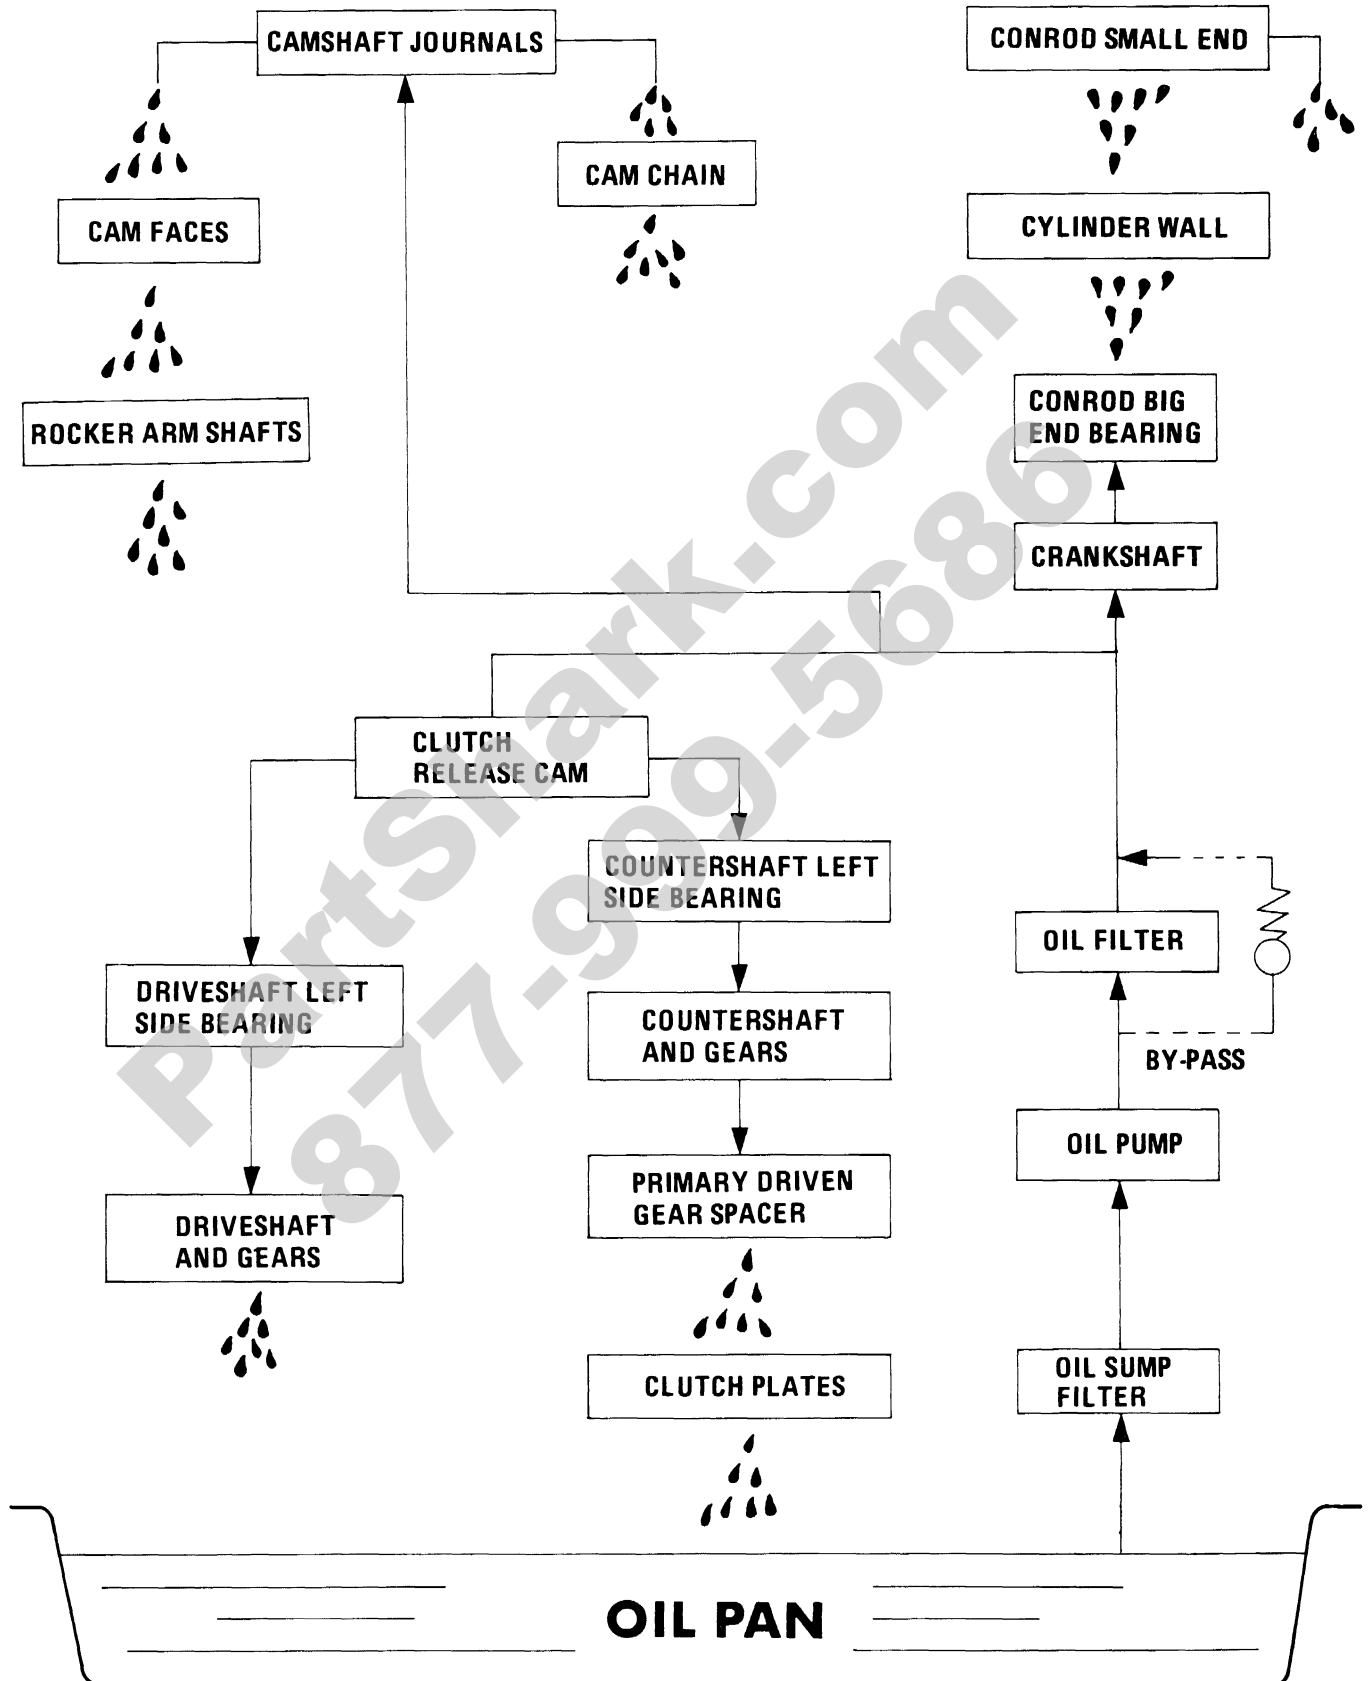 CAMSHAFT JOURNALS
CONROD SMALL END
CAM CHAIN
CAM FACES
CYLINDER WALL
ROCKER ARM SHAFTS
CONROD BIG
END BEARING
CRANKSHAFT
CLUTCH
RELEASE CAM
COUNTERSHAFT LEFT
SIDE BEARING
OIL FILTER
DRIVESHAFT LEFT
SIDE BEARING
COUNTERSHAFT
AND GEARS
BY-PASS
OIL PUMP
PRIMARY DRIVEN
GEAR SPACER
DRIVESHAFT
AND GEARS
CLUTCH PLATES
OIL SUMP
FILTER
OIL PAN
PartShark.com
877-999-5686